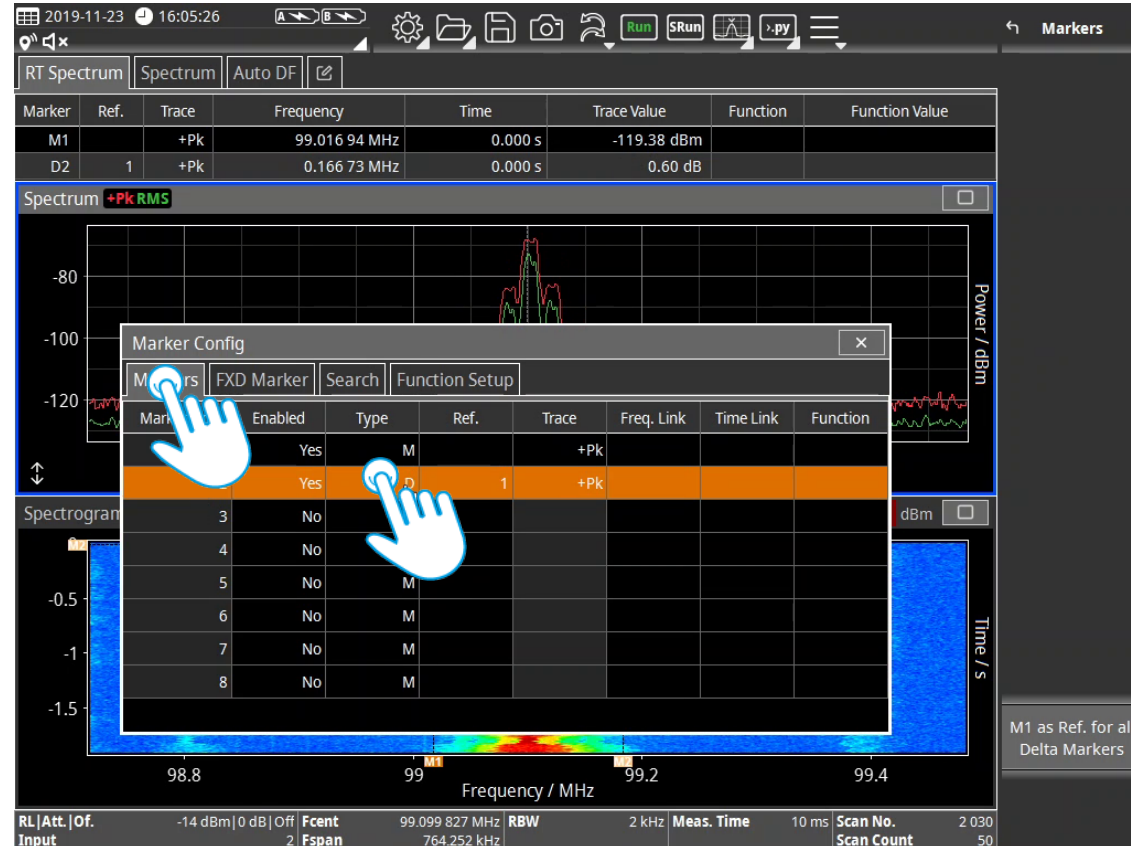 2019-11-23 16:05:26 A B Run SRun >.py Markers
RT Spectrum Spectrum Auto DF
Marker Ref. Trace Frequency Time Trace Value Function Function Value
M1 +Pk 99.016 94 MHz 0.000 s -119.38 dBm
D2 1 +Pk 0.166 73 MHz 0.000 s 0.60 dB
Spectrum +Pk RMS
-80
-100
-120
Power / dBm
Marker Config
FXD Marker Search Function Setup
Enabled Type Ref. Trace Freq. Link Time Link Function
Yes M +Pk
Yes D 1 +Pk
3 No
4 No
5 No M
6 No M
7 No M
8 No M
Spectrogram dBm
M2
-0.5
-1
-1.5
Time / s
M1 M2
98.8 99 99.2 99.4
Frequency / MHz
M1 as Ref. for al
Delta Markers
RL|Att.|Of. -14 dBm|0 dB|Off Fcent 99.099 827 MHz RBW 2 kHz Meas. Time 10 ms Scan No. 2 030
Input 2 Fspan 764.252 kHz Scan Count 50